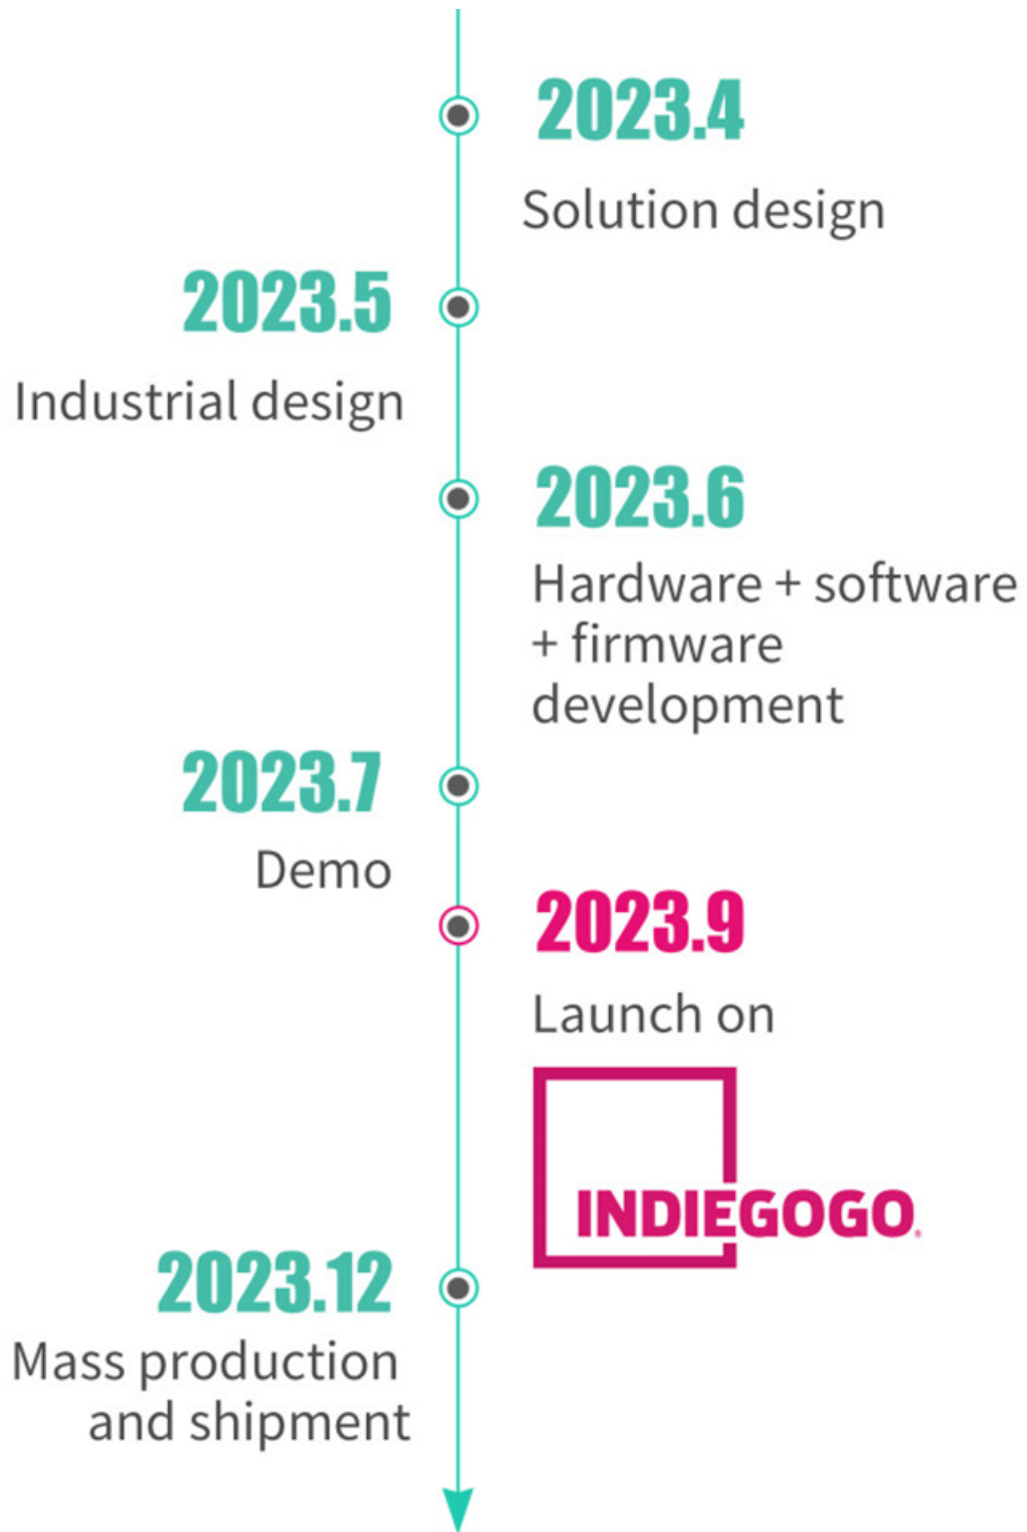 2023.4
Solution design
2023.5
Industrial design
2023.6
Hardware + software
+ firmware
development
2023.7
Demo
2023.9
Launch on
INDIEGOGO
2023.12
Mass production
and shipment